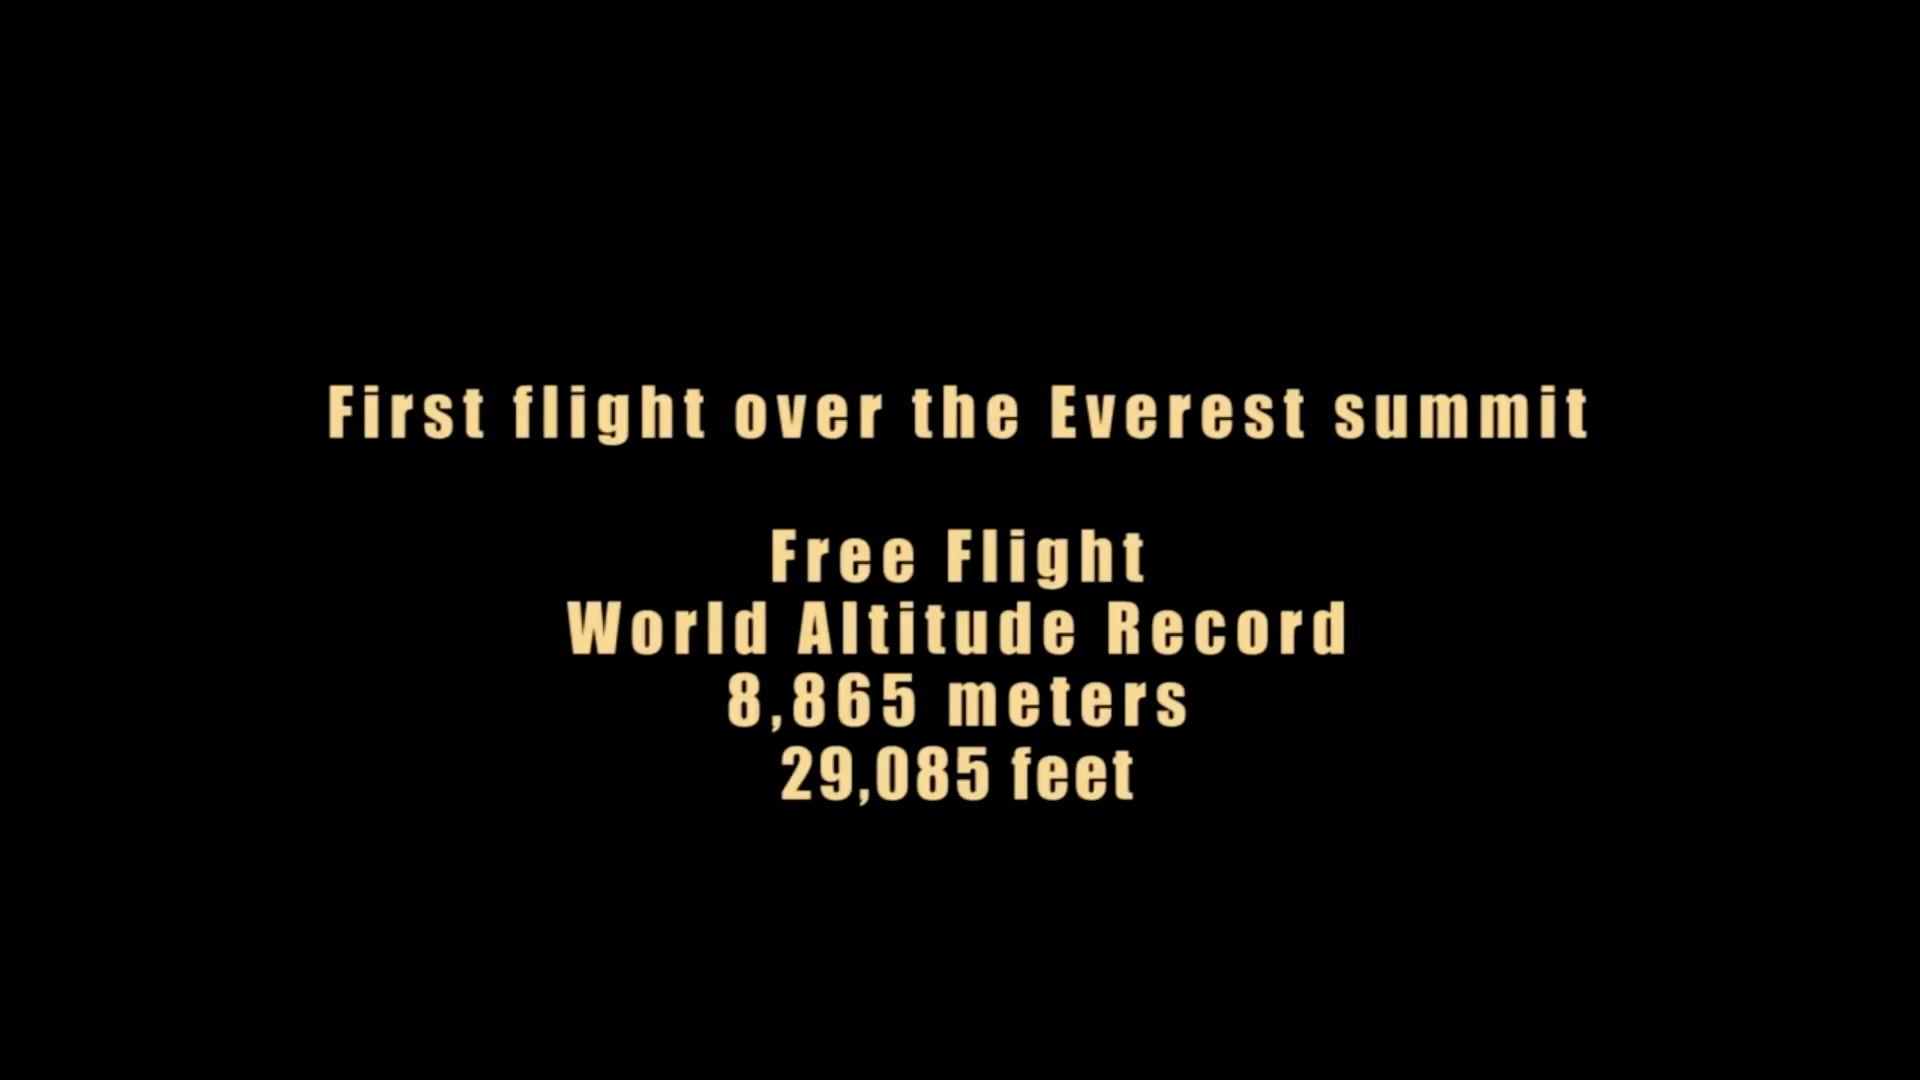 First flight over the Everest summit
Free Flight
World Altitude Record
8,865 meters
29,085 feet